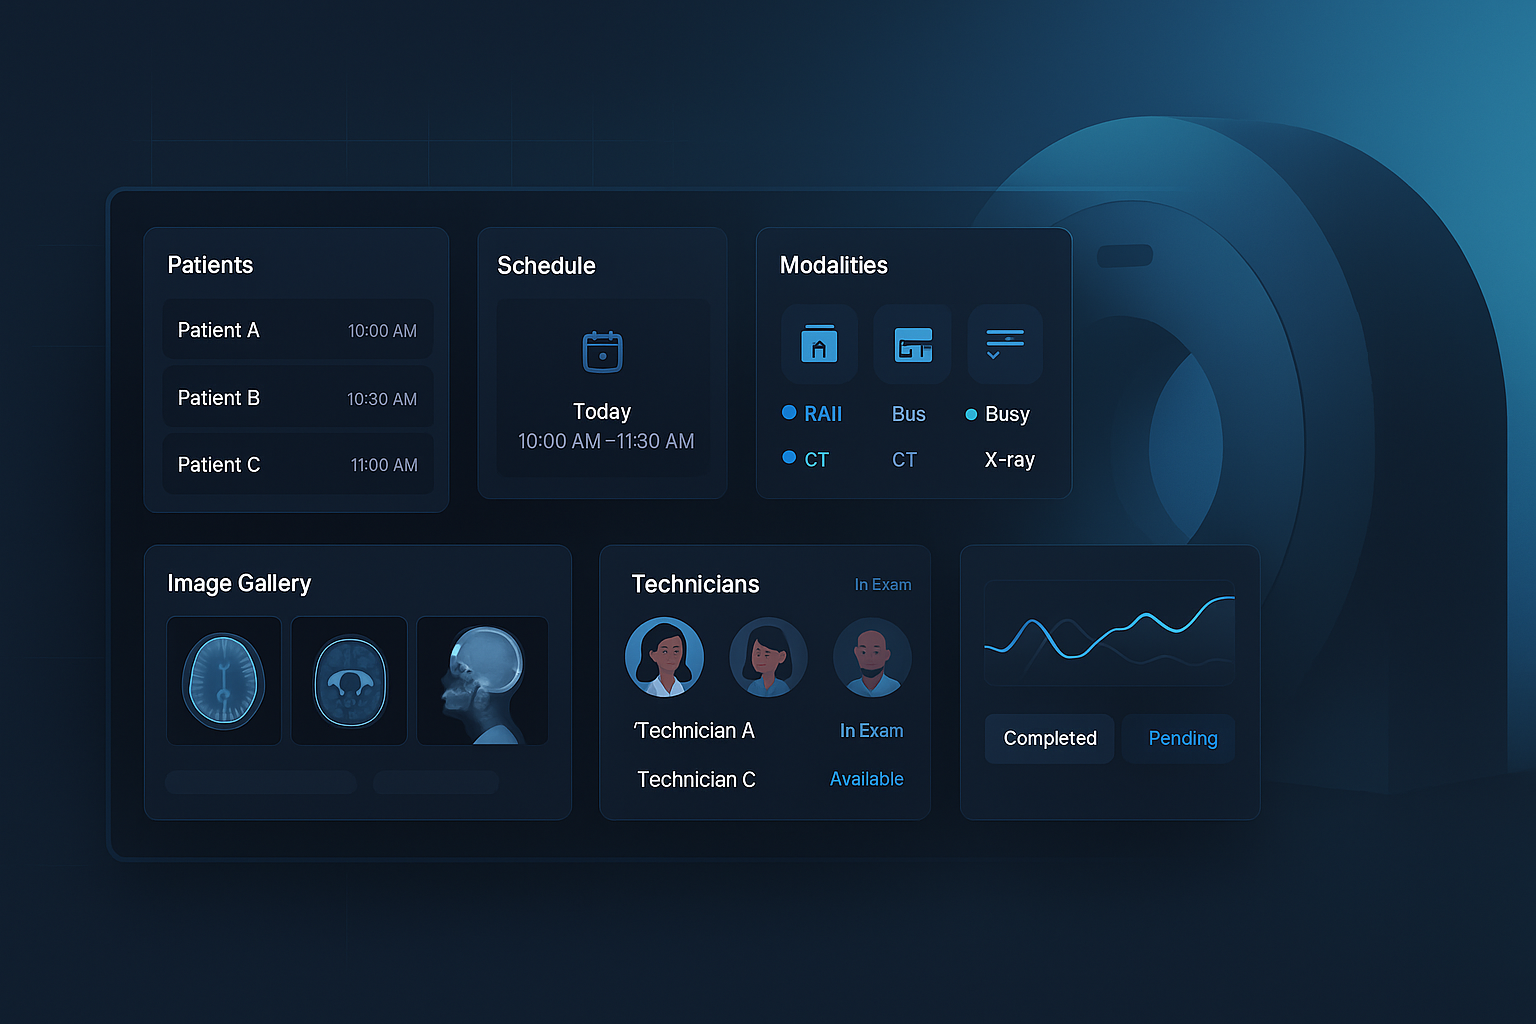 Patients
Patient A 10:00 AM
Patient B 10:30 AM
Patient C 11:00 AM
Schedule
Today
10:00 AM – 11:30 AM
Modalities
CT
RAII Bus Busy
CT CT X-ray
Image Gallery
Technicians In Exam
'Technician A In Exam
Technician C Available
Completed Pending